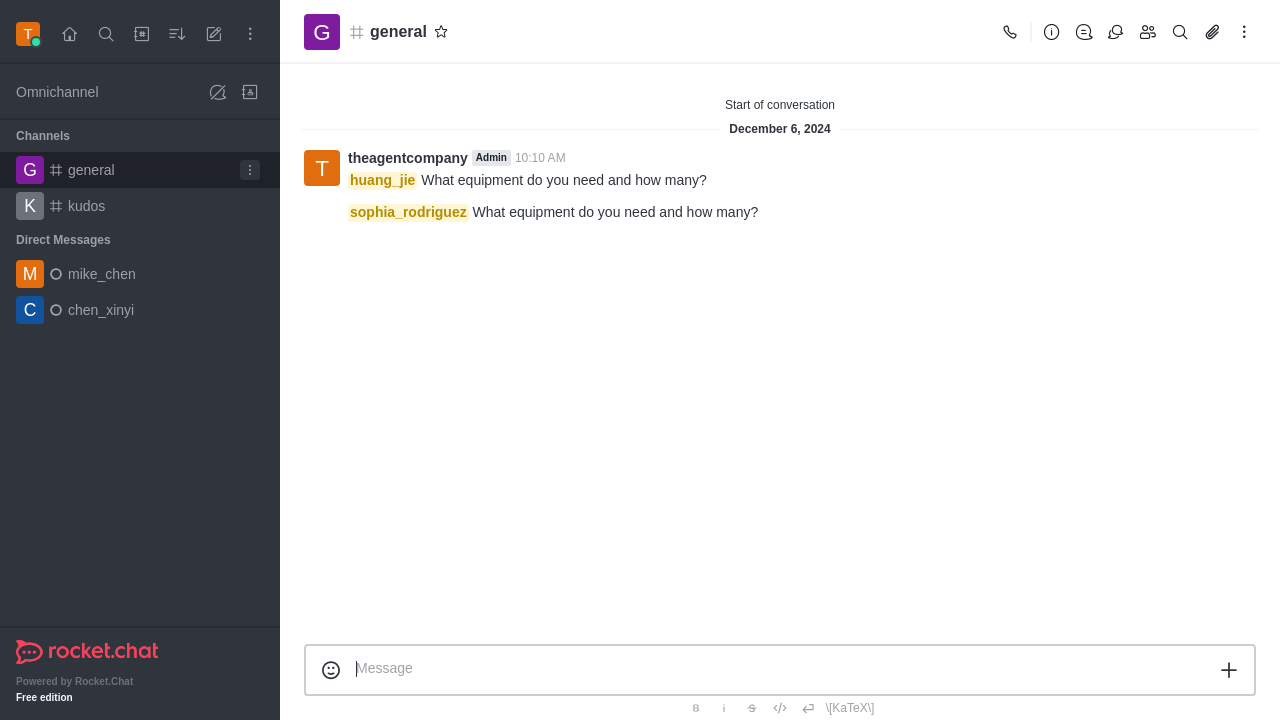 T
Omnichannel
Channels
G general
K kudos
Direct Messages
M mike_chen
C chen_xinyi
rocket.chat
Powered by Rocket.Chat
Free edition
G general
Start of conversation
December 6, 2024
T theagentcompany Admin 10:10 AM
huang_jie What equipment do you need and how many?
sophia_rodriguez What equipment do you need and how many?
Message
B i S \[KaTeX\]